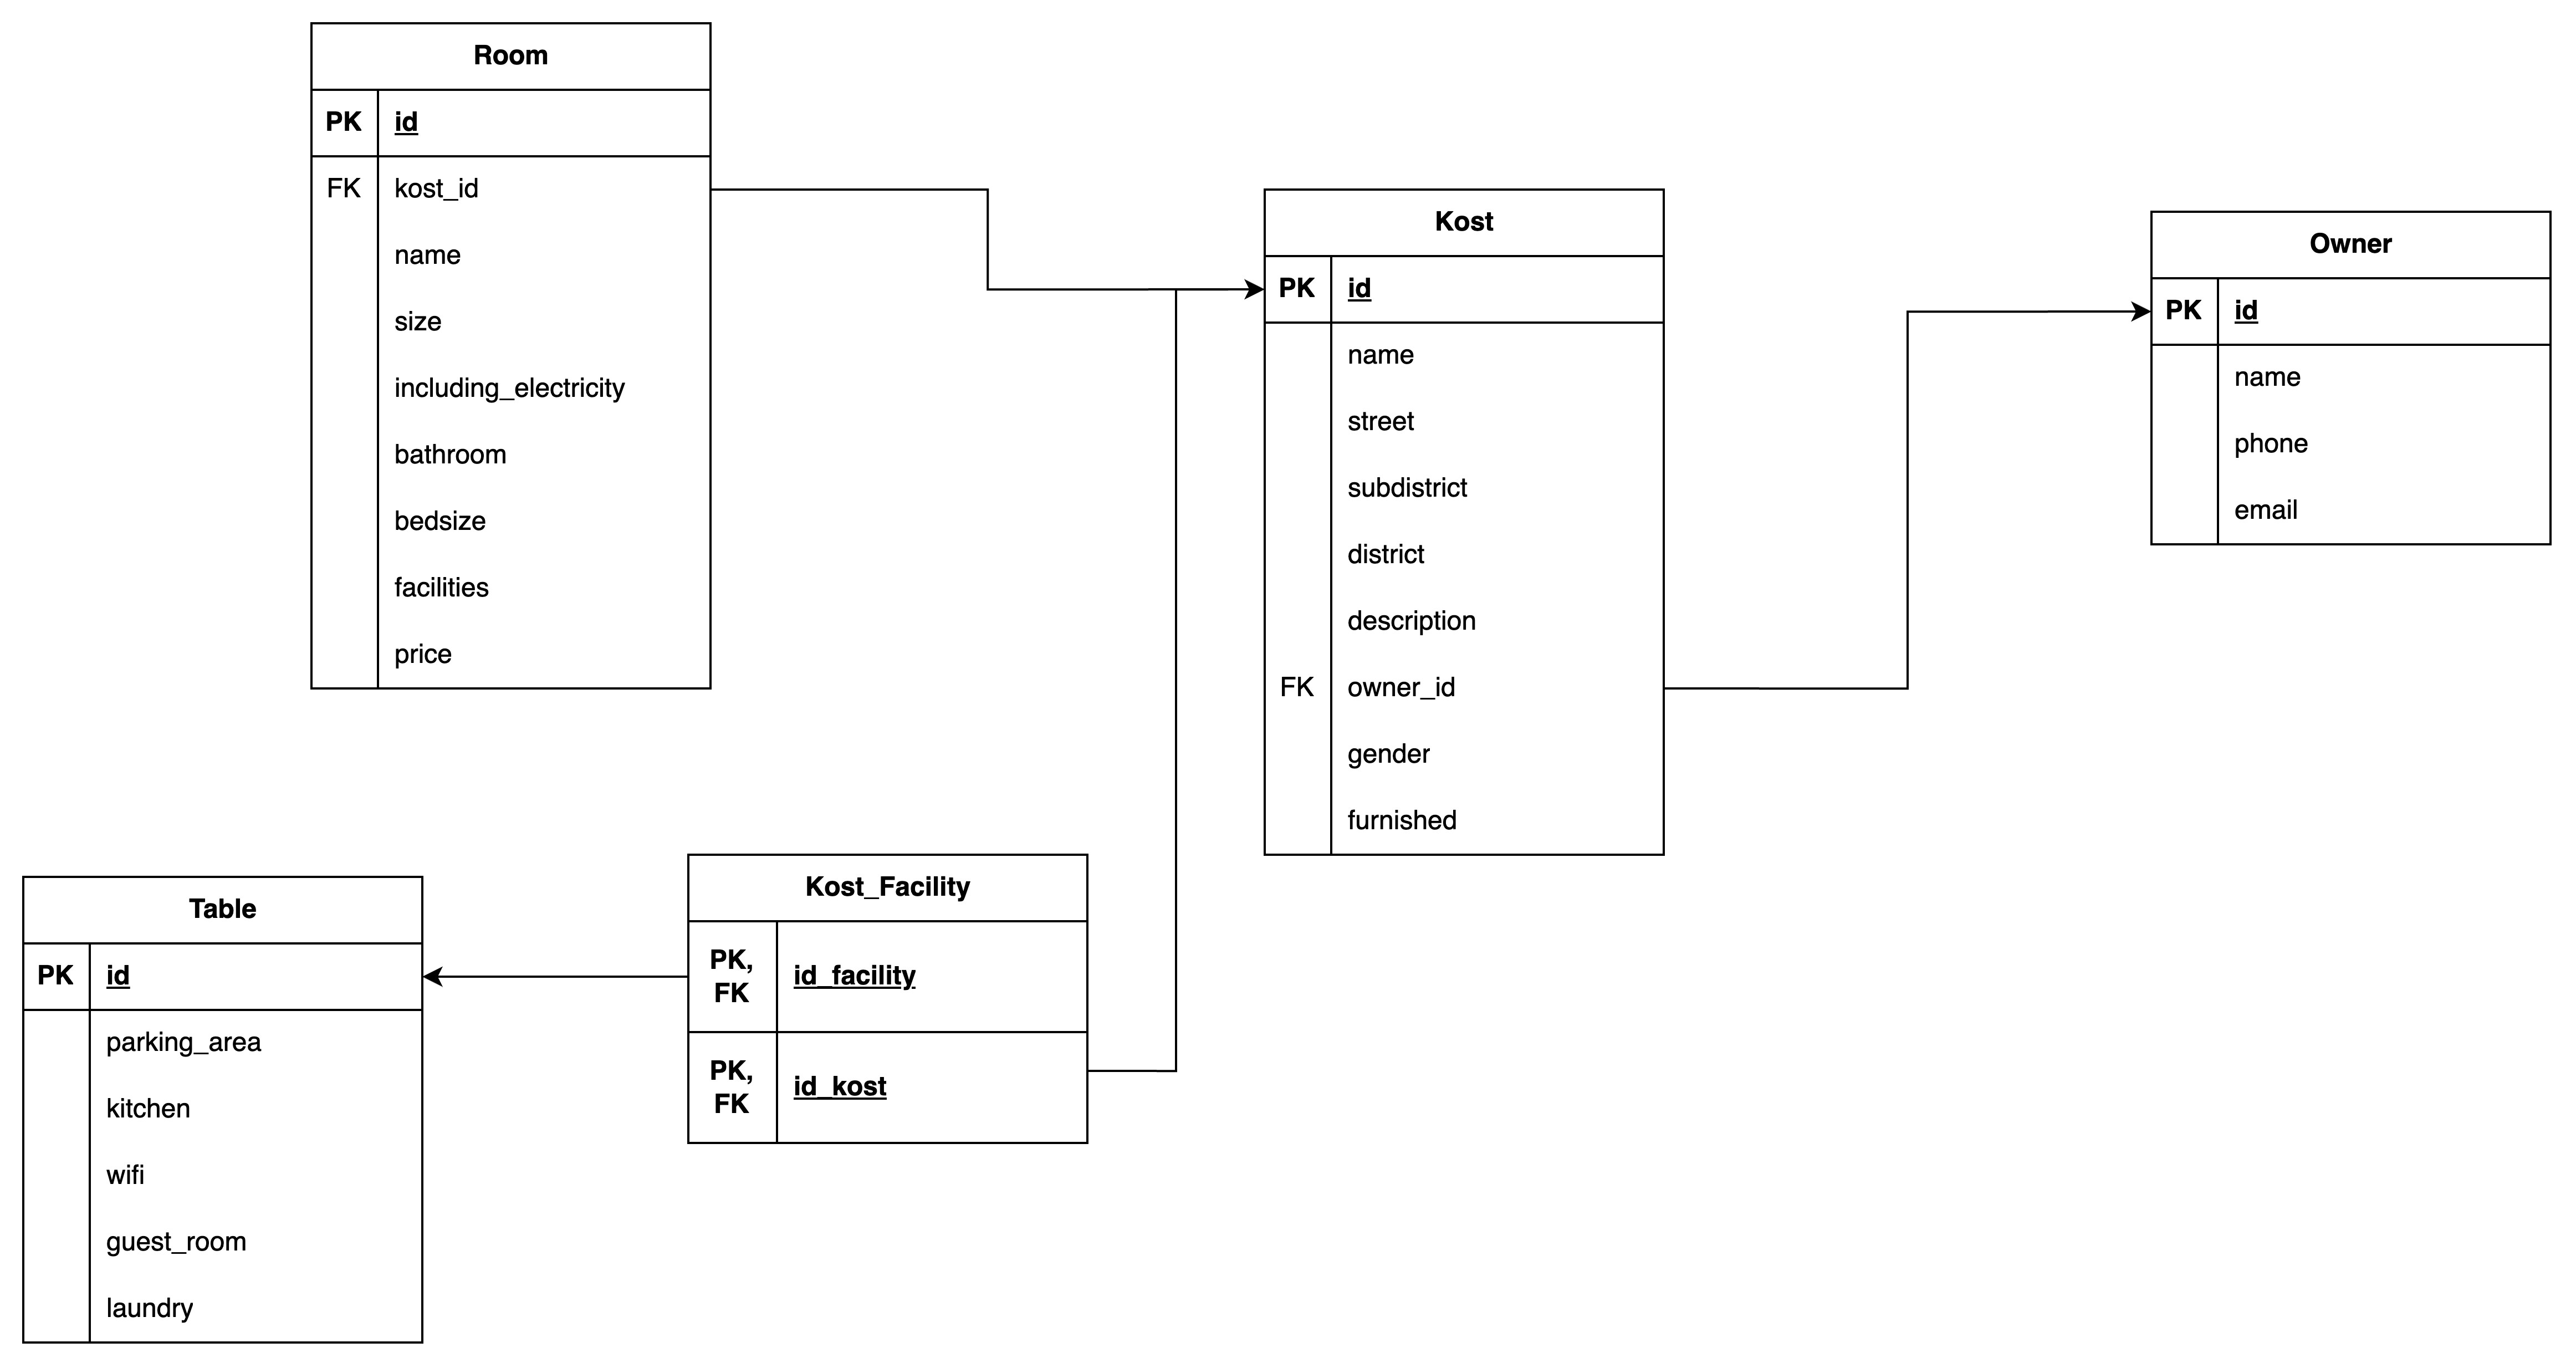 Room
PK id
FK kost_id
name
size
including_electricity
bathroom
bedsize
facilities
price
Kost
PK id
name
street
subdistrict
district
description
FK owner_id
gender
furnished
Owner
PK id
name
phone
email
Table
PK id
parking_area
kitchen
wifi
guest_room
laundry
Kost_Facility
PK,
FK id_facility
PK,
FK id_kost